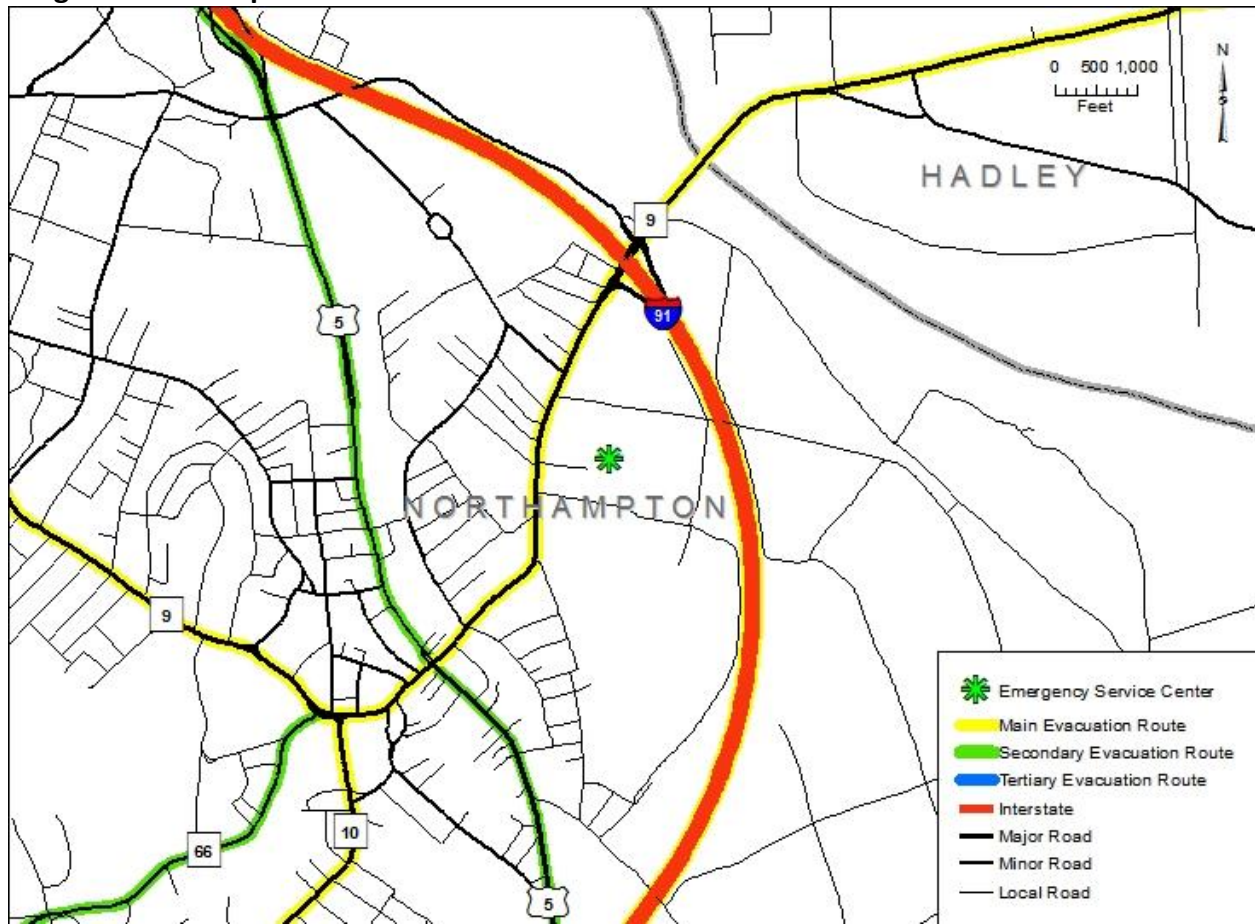 N
0 500 1,000
Feet
HADLEY
9
5
91
NORTHAMPTON
9
10
66
5
Emergency Service Center
Main Evacuation Route
Secondary Evacuation Route
Tertiary Evacuation Route
Interstate
Major Road
Minor Road
Local Road